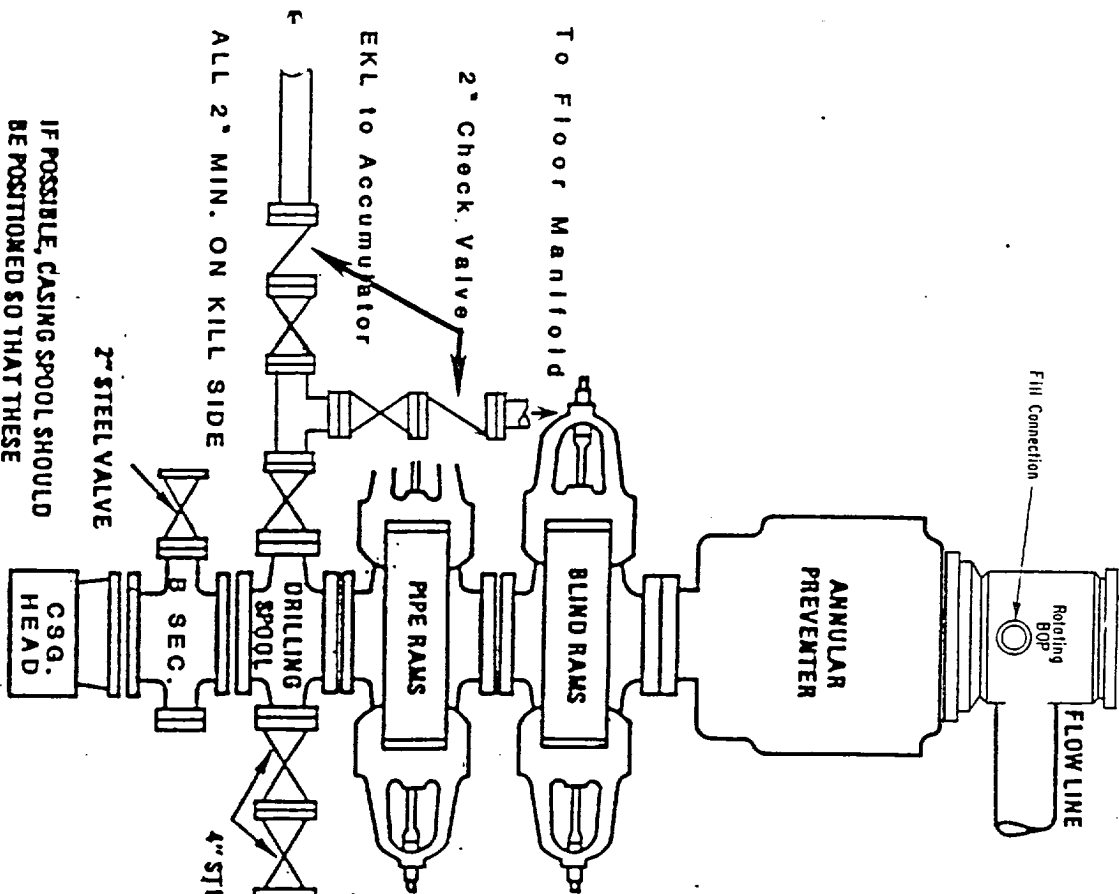 Fill Connection
Rotating
BOP
FLOW LINE
ANNULAR
PREVENTER
To Floor Manifold
BLIND RAMS
2" Check Valve
EKL to Accumulator
PIPE RAMS
ALL 2" MIN. ON KILL SIDE
DRILLING
SPOOL
4" ST
2" STEEL VALVE
B SEC.
IF POSSIBLE, CASING SPOOL SHOULD
BE POSITIONED SO THAT THESE
CSG.
HEAD